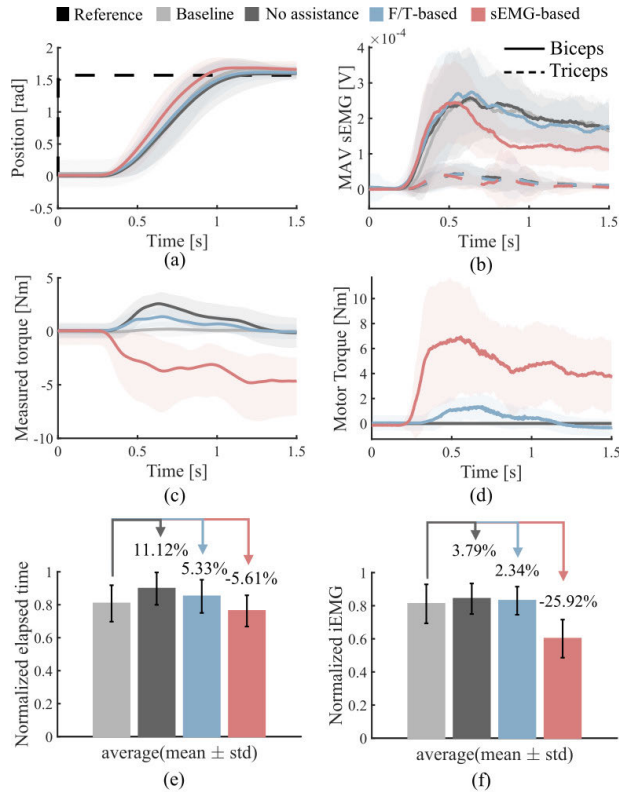 Reference Baseline No assistance F/T-based sEMG-based
2
1.5
1
0.5
0
-0.5
Position [rad]
0 0.5 1 1.5
Time [s]
(a)
×10⁻⁴
4
3
2
1
0
MAV sEMG [V]
Biceps
Triceps
0 0.5 1 1.5
Time [s]
(b)
5
0
-5
-10
Measured torque [Nm]
0 0.5 1 1.5
Time [s]
(c)
10
8
6
4
2
0
Motor Torque [Nm]
0 0.5 1 1.5
Time [s]
(d)
11.12%
5.33%
-5.61%
1
0.8
0.6
0.4
0.2
0
Normalized elapsed time
average(mean ± std)
(e)
3.79%
2.34%
-25.92%
1
0.8
0.6
0.4
0.2
0
Normalized iEMG
average(mean ± std)
(f)